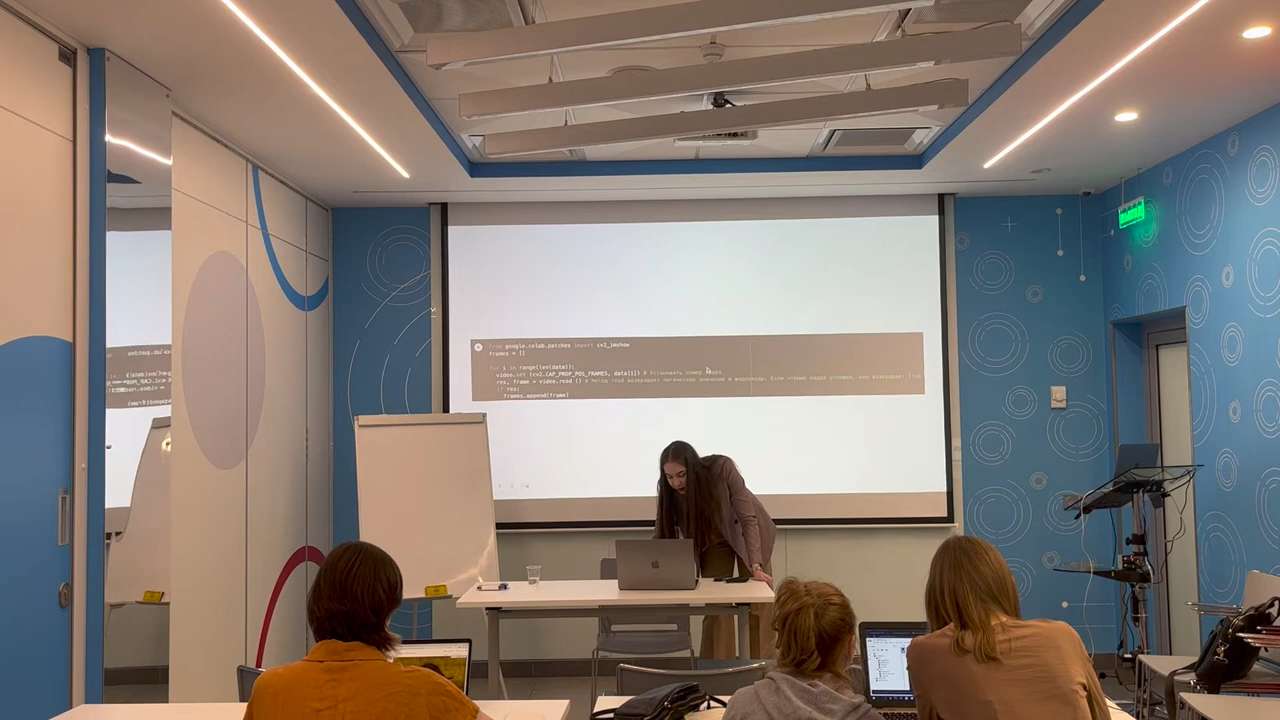 from google.colab.patches import cv2_imshow
frames = []
for i in range(len(data)):
video.set (cv2.CAP_PROP_POS_FRAMES, data[i]) # Установить номер кадра
res, frame = video.read () # Метод read возвращает логическое значение и видеокадр. Если чтение кадра успешно, оно возвращает True
if res:
frames.append(frame)